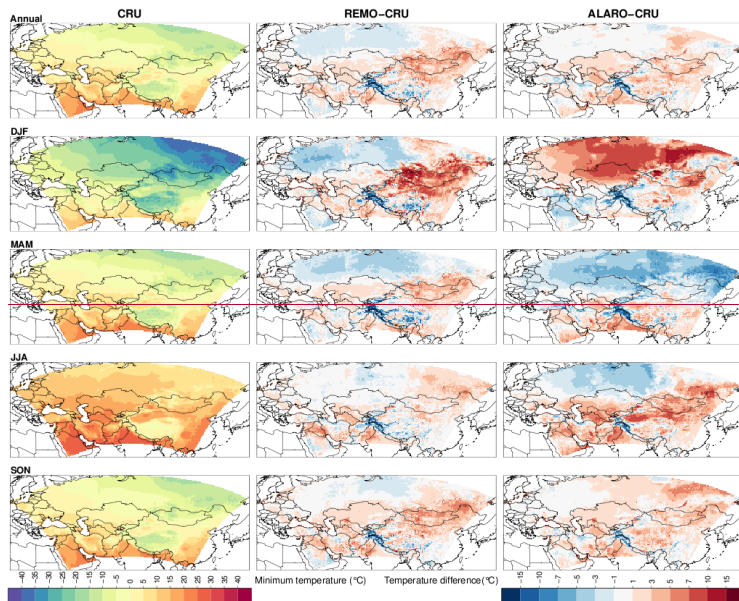 CRU REMO−CRU ALARO−CRU
Annual
DJF
MAM
JJA
SON
Minimum temperature (°C) Temperature difference(°C)
−40 −35 −30 −25 −20 −15 −10 −5 0 5 10 15 20 25 30 35 40 −15 −10 −7 −5 −3 −1 1 3 5 7 10 15